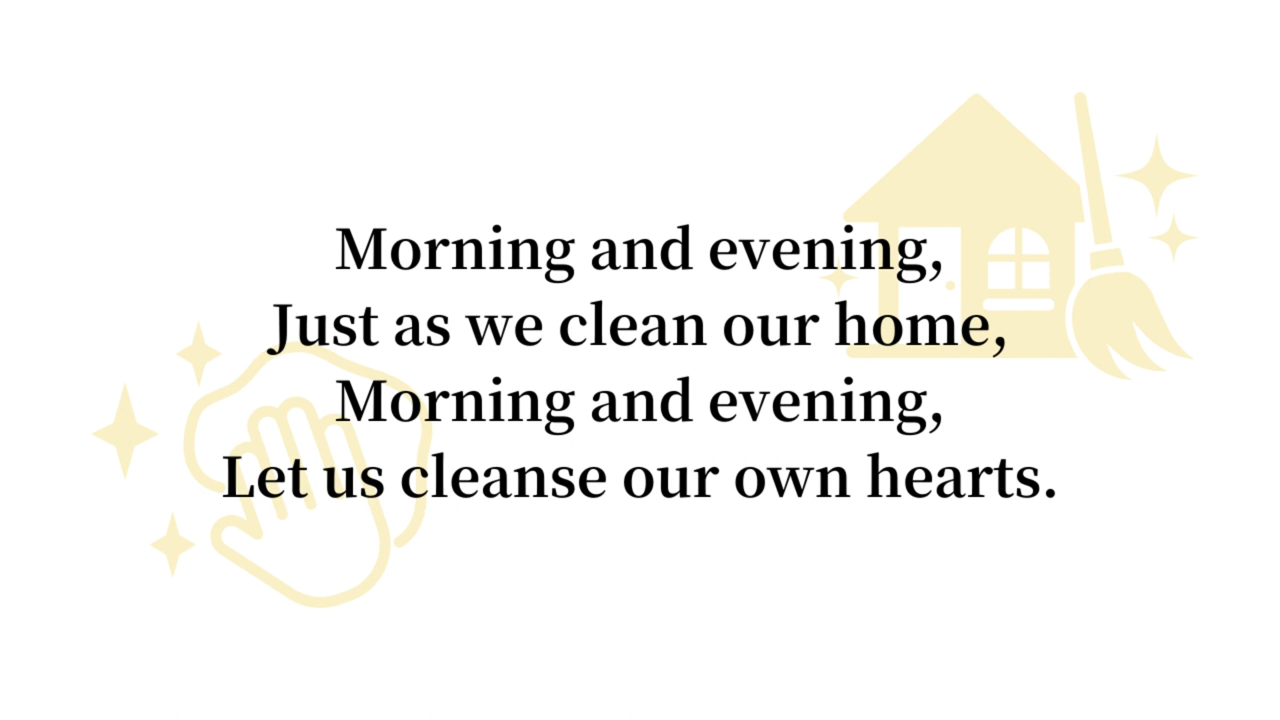 Morning and evening,
Just as we clean our home,
Morning and evening,
Let us cleanse our own hearts.